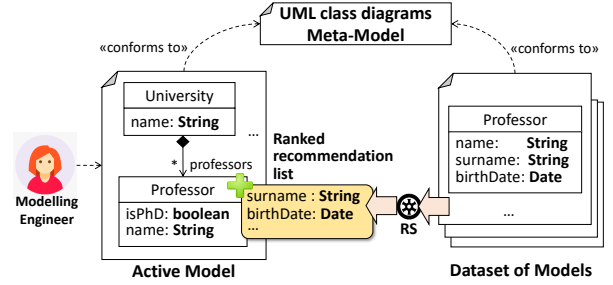 UML class diagrams
Meta-Model
«conforms to»
«conforms to»
University
name: String
...
* professors
Professor
isPhD: boolean
name: String
Modelling
Engineer
Active Model
Ranked
recommendation
list
surname : String
birthDate: Date
...
RS
Professor
name: String
surname: String
birthDate: Date
...
Dataset of Models